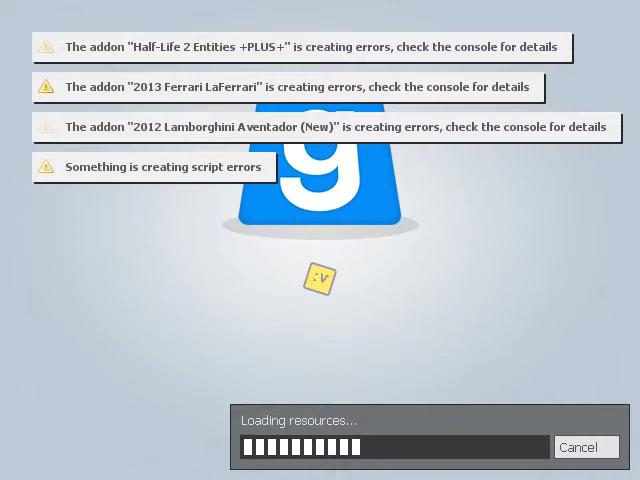 The addon "Half-Life 2 Entities +PLUS+" is creating errors, check the console for details
The addon "2013 Ferrari LaFerrari" is creating errors, check the console for details
The addon "2012 Lamborghini Aventador (New)" is creating errors, check the console for details
Something is creating script errors
g
:v
Loading resources...
Cancel